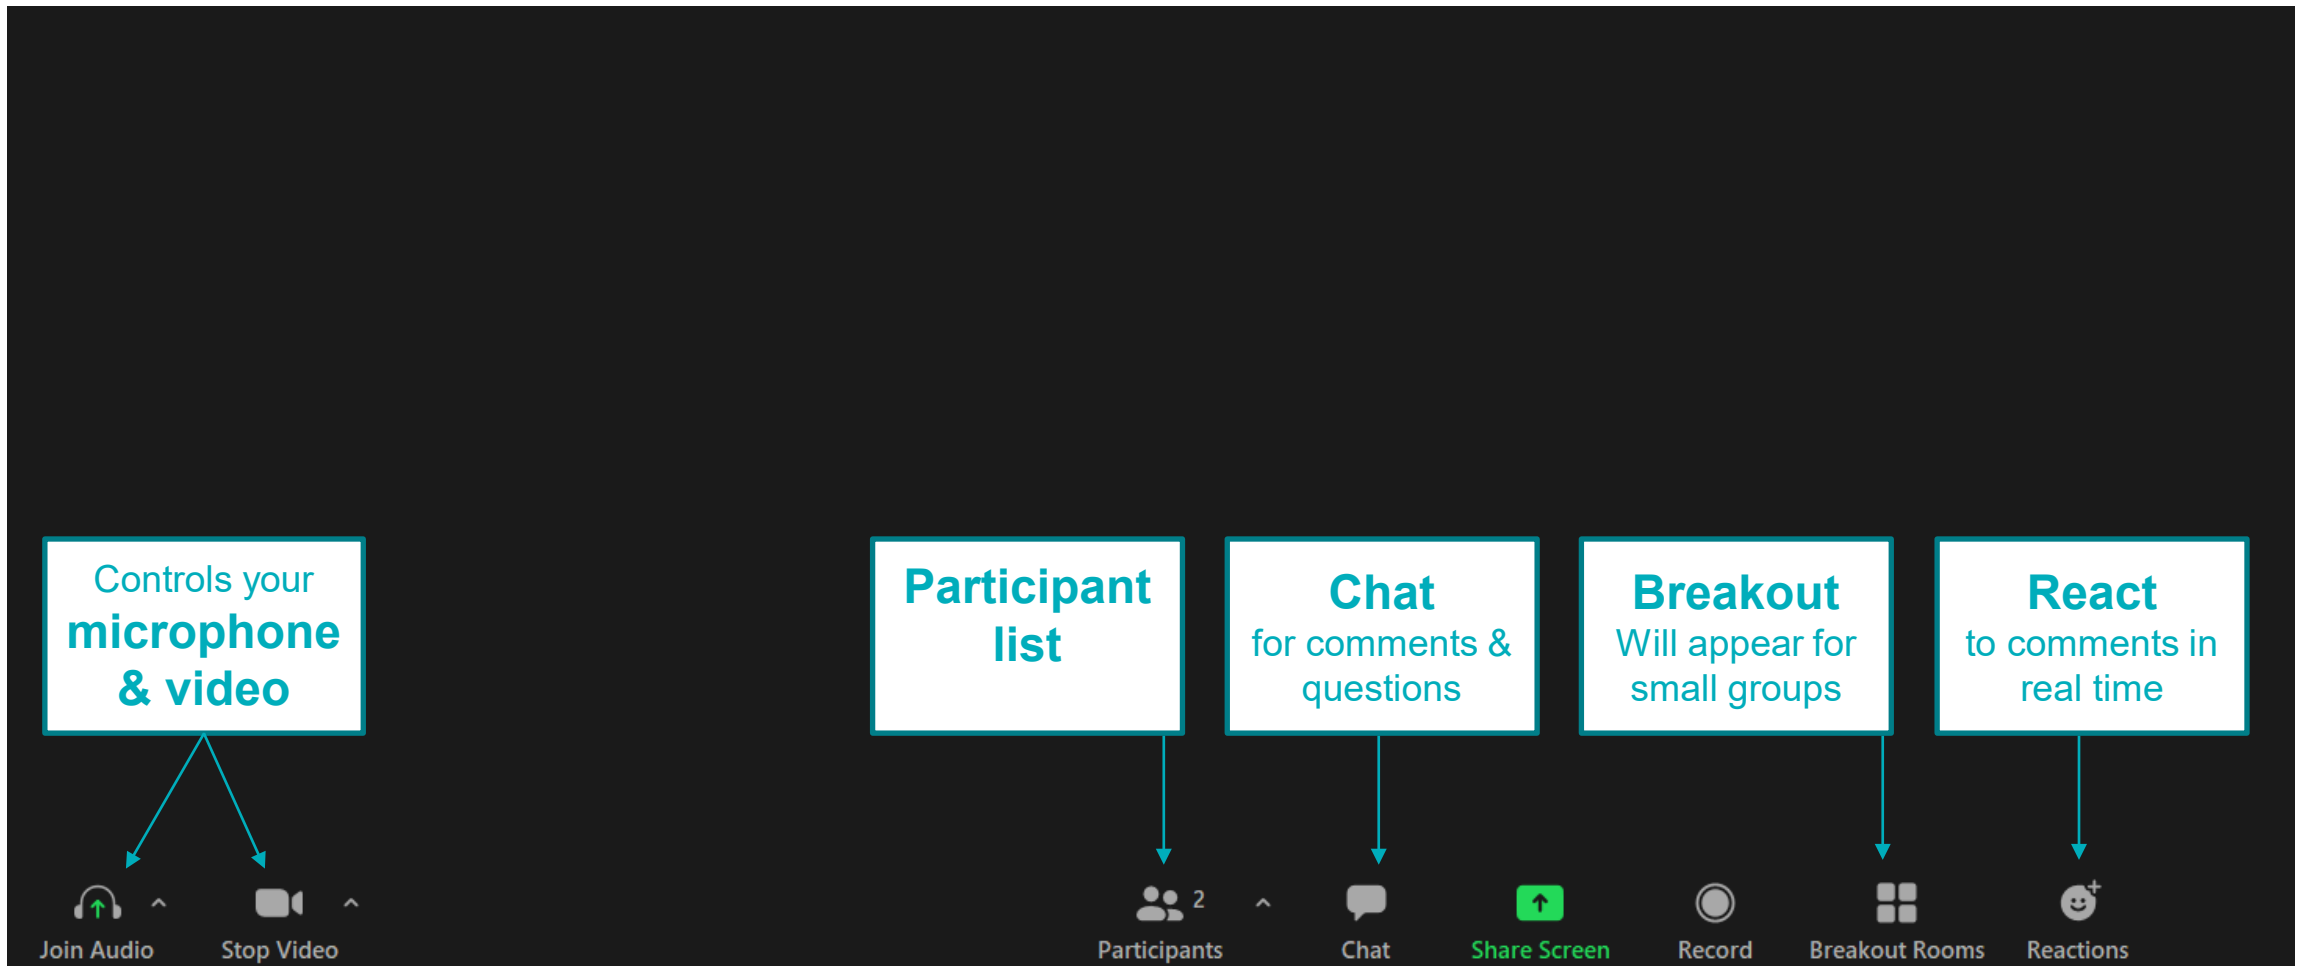 Controls your
microphone
& video
Participant
list
Chat
for comments &
questions
Breakout
Will appear for
small groups
React
to comments in
real time
2
Join Audio
Stop Video
Participants
Chat
Share Screen
Record
Breakout Rooms
Reactions